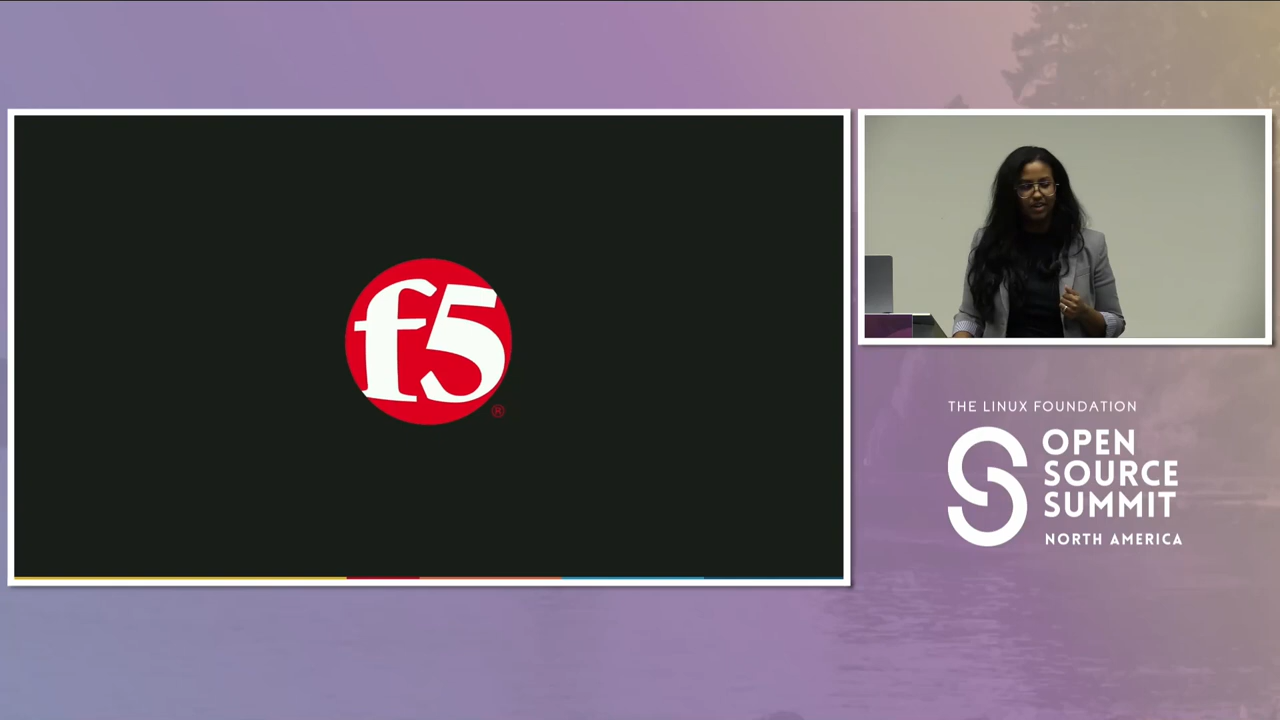 f5
®
THE LINUX FOUNDATION
OPEN
SOURCE
SUMMIT
NORTH AMERICA